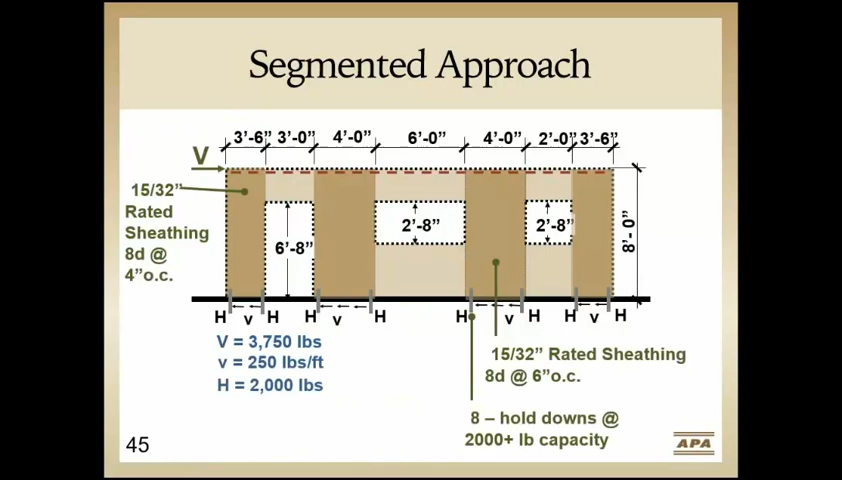 Segmented Approach
3'-6" 3'-0" 4'-0" 6'-0" 4'-0" 2'-0" 3'-6"
V
15/32"
Rated
Sheathing
8d @
4"o.c.
6'-8"
2'-8"
2'-8"
8'- 0"
H v H H v H H v H H v H
V = 3,750 lbs
v = 250 lbs/ft
H = 2,000 lbs
15/32" Rated Sheathing
8d @ 6"o.c.
8 – hold downs @
2000+ lb capacity
45
APA